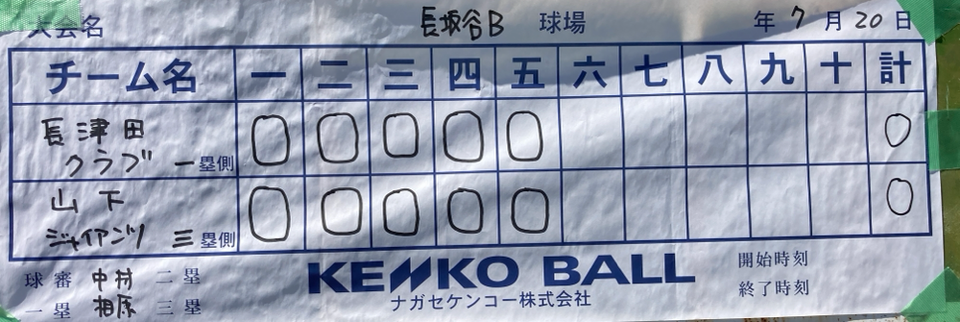 大会名 長坂谷B 球場 年 7 月 20 日
チーム名 一 二 三 四 五 六 七 八 九 十 計
長津田
クラブ 一塁側 0 0 0 0 0 0
山下
ジャイアンツ 三塁側 0 0 0 0 0 0
球審 中村 二塁
一塁 相原 三塁
KENKO BALL
ナガセケンコー株式会社
開始時刻
終了時刻